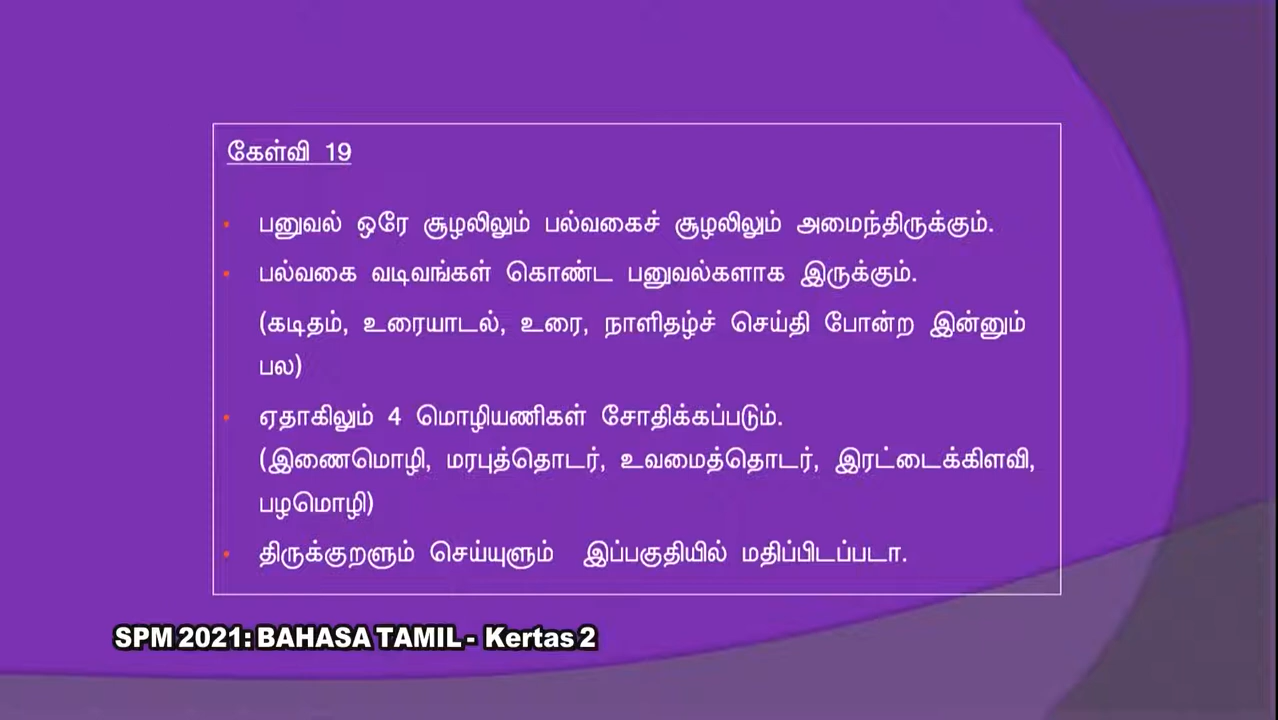 கேள்வி 19
• பனுவல் ஒரே சூழலிலும் பல்வகைச் சூழலிலும் அமைந்திருக்கும்.
• பல்வகை வடிவங்கள் கொண்ட பனுவல்களாக இருக்கும்.
(கடிதம், உரையாடல், உரை, நாளிதழ்ச் செய்தி போன்ற இன்னும்
பல)
• ஏதாகிலும் 4 மொழியணிகள் சோதிக்கப்படும்.
(இணைமொழி, மரபுத்தொடர், உவமைத்தொடர், இரட்டைக்கிளவி,
பழமொழி)
• திருக்குறளும் செய்யுளும் இப்பகுதியில் மதிப்பிடப்படா.
SPM 2021: BAHASA TAMIL - Kertas 2